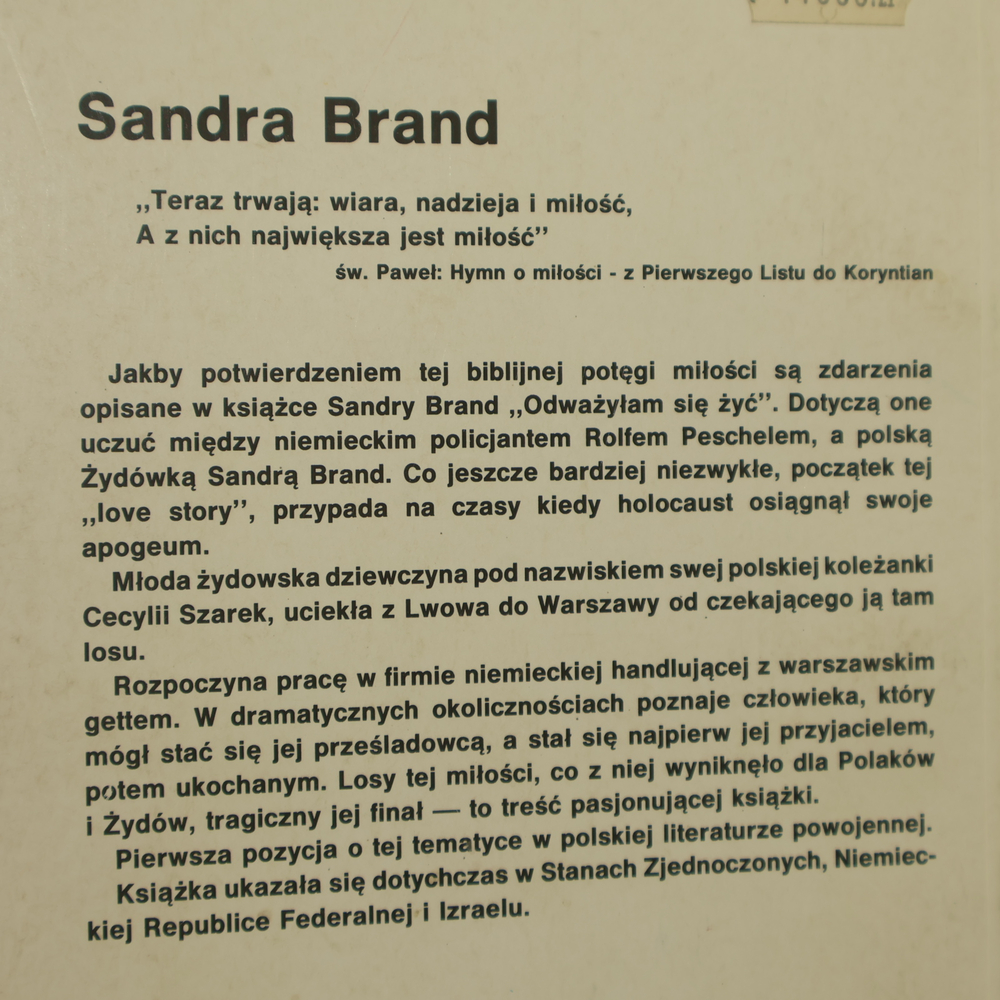 Sandra Brand
„Teraz trwają: wiara, nadzieja i miłość,
A z nich największa jest miłość”
św. Paweł: Hymn o miłości - z Pierwszego Listu do Koryntian
Jakby potwierdzeniem tej biblijnej potęgi miłości są zdarzenia
opisane w książce Sandry Brand „Odważyłam się żyć”. Dotyczą one
uczuć między niemieckim policjantem Rolfem Peschelem, a polską
Żydówką Sandrą Brand. Co jeszcze bardziej niezwykłe, początek tej
„love story”, przypada na czasy kiedy holocaust osiągnął swoje
apogeum.
Młoda żydowska dziewczyna pod nazwiskiem swej polskiej koleżanki
Cecylii Szarek, uciekła z Lwowa do Warszawy od czekającego ją tam
losu.
Rozpoczyna pracę w firmie niemieckiej handlującej z warszawskim
gettem. W dramatycznych okolicznościach poznaje człowieka, który
mógł stać się jej prześladowcą, a stał się najpierw jej przyjacielem,
potem ukochanym. Losy tej miłości, co z niej wyniknęło dla Polaków
i Żydów, tragiczny jej finał — to treść pasjonującej książki.
Pierwsza pozycja o tej tematyce w polskiej literaturze powojennej.
Książka ukazała się dotychczas w Stanach Zjednoczonych, Niemiec-
kiej Republice Federalnej i Izraelu.